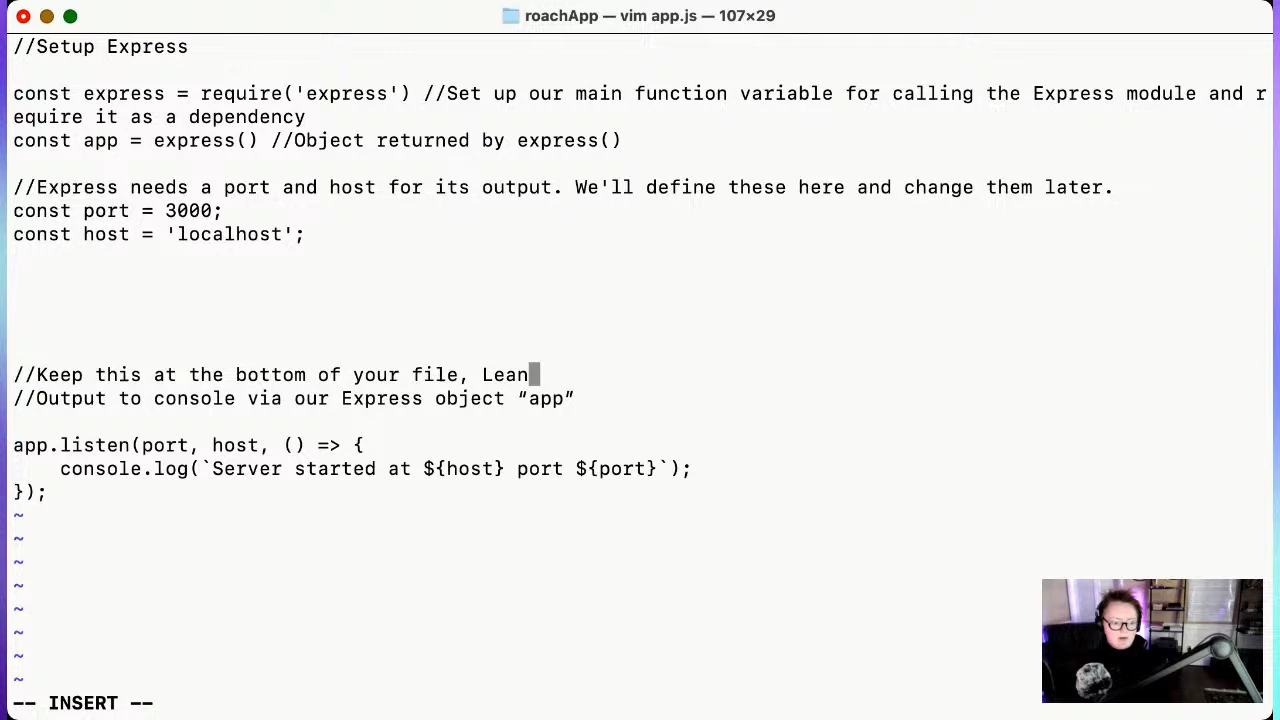 roachApp — vim app.js — 107×29
//Setup Express
const express = require('express') //Set up our main function variable for calling the Express module and r
equire it as a dependency
const app = express() //Object returned by express()
//Express needs a port and host for its output. We'll define these here and change them later.
const port = 3000;
const host = 'localhost';
//Keep this at the bottom of your file, Lean
//Output to console via our Express object “app”
app.listen(port, host, () => {
    console.log(`Server started at ${host} port ${port}`);
});
~
~
~
~
~
~
~
~
-- INSERT --